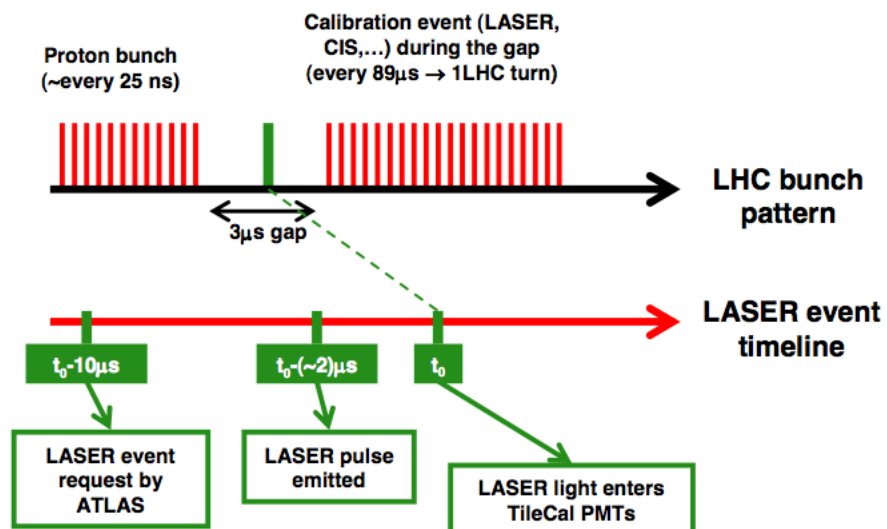 Proton bunch
(~every 25 ns)
Calibration event (LASER,
CIS,...) during the gap
(every 89μs → 1LHC turn)
LHC bunch
pattern
3μs gap
LASER event
timeline
t₀-10μs
t₀-(~2)μs
t₀
LASER event
request by
ATLAS
LASER pulse
emitted
LASER light enters
TileCal PMTs